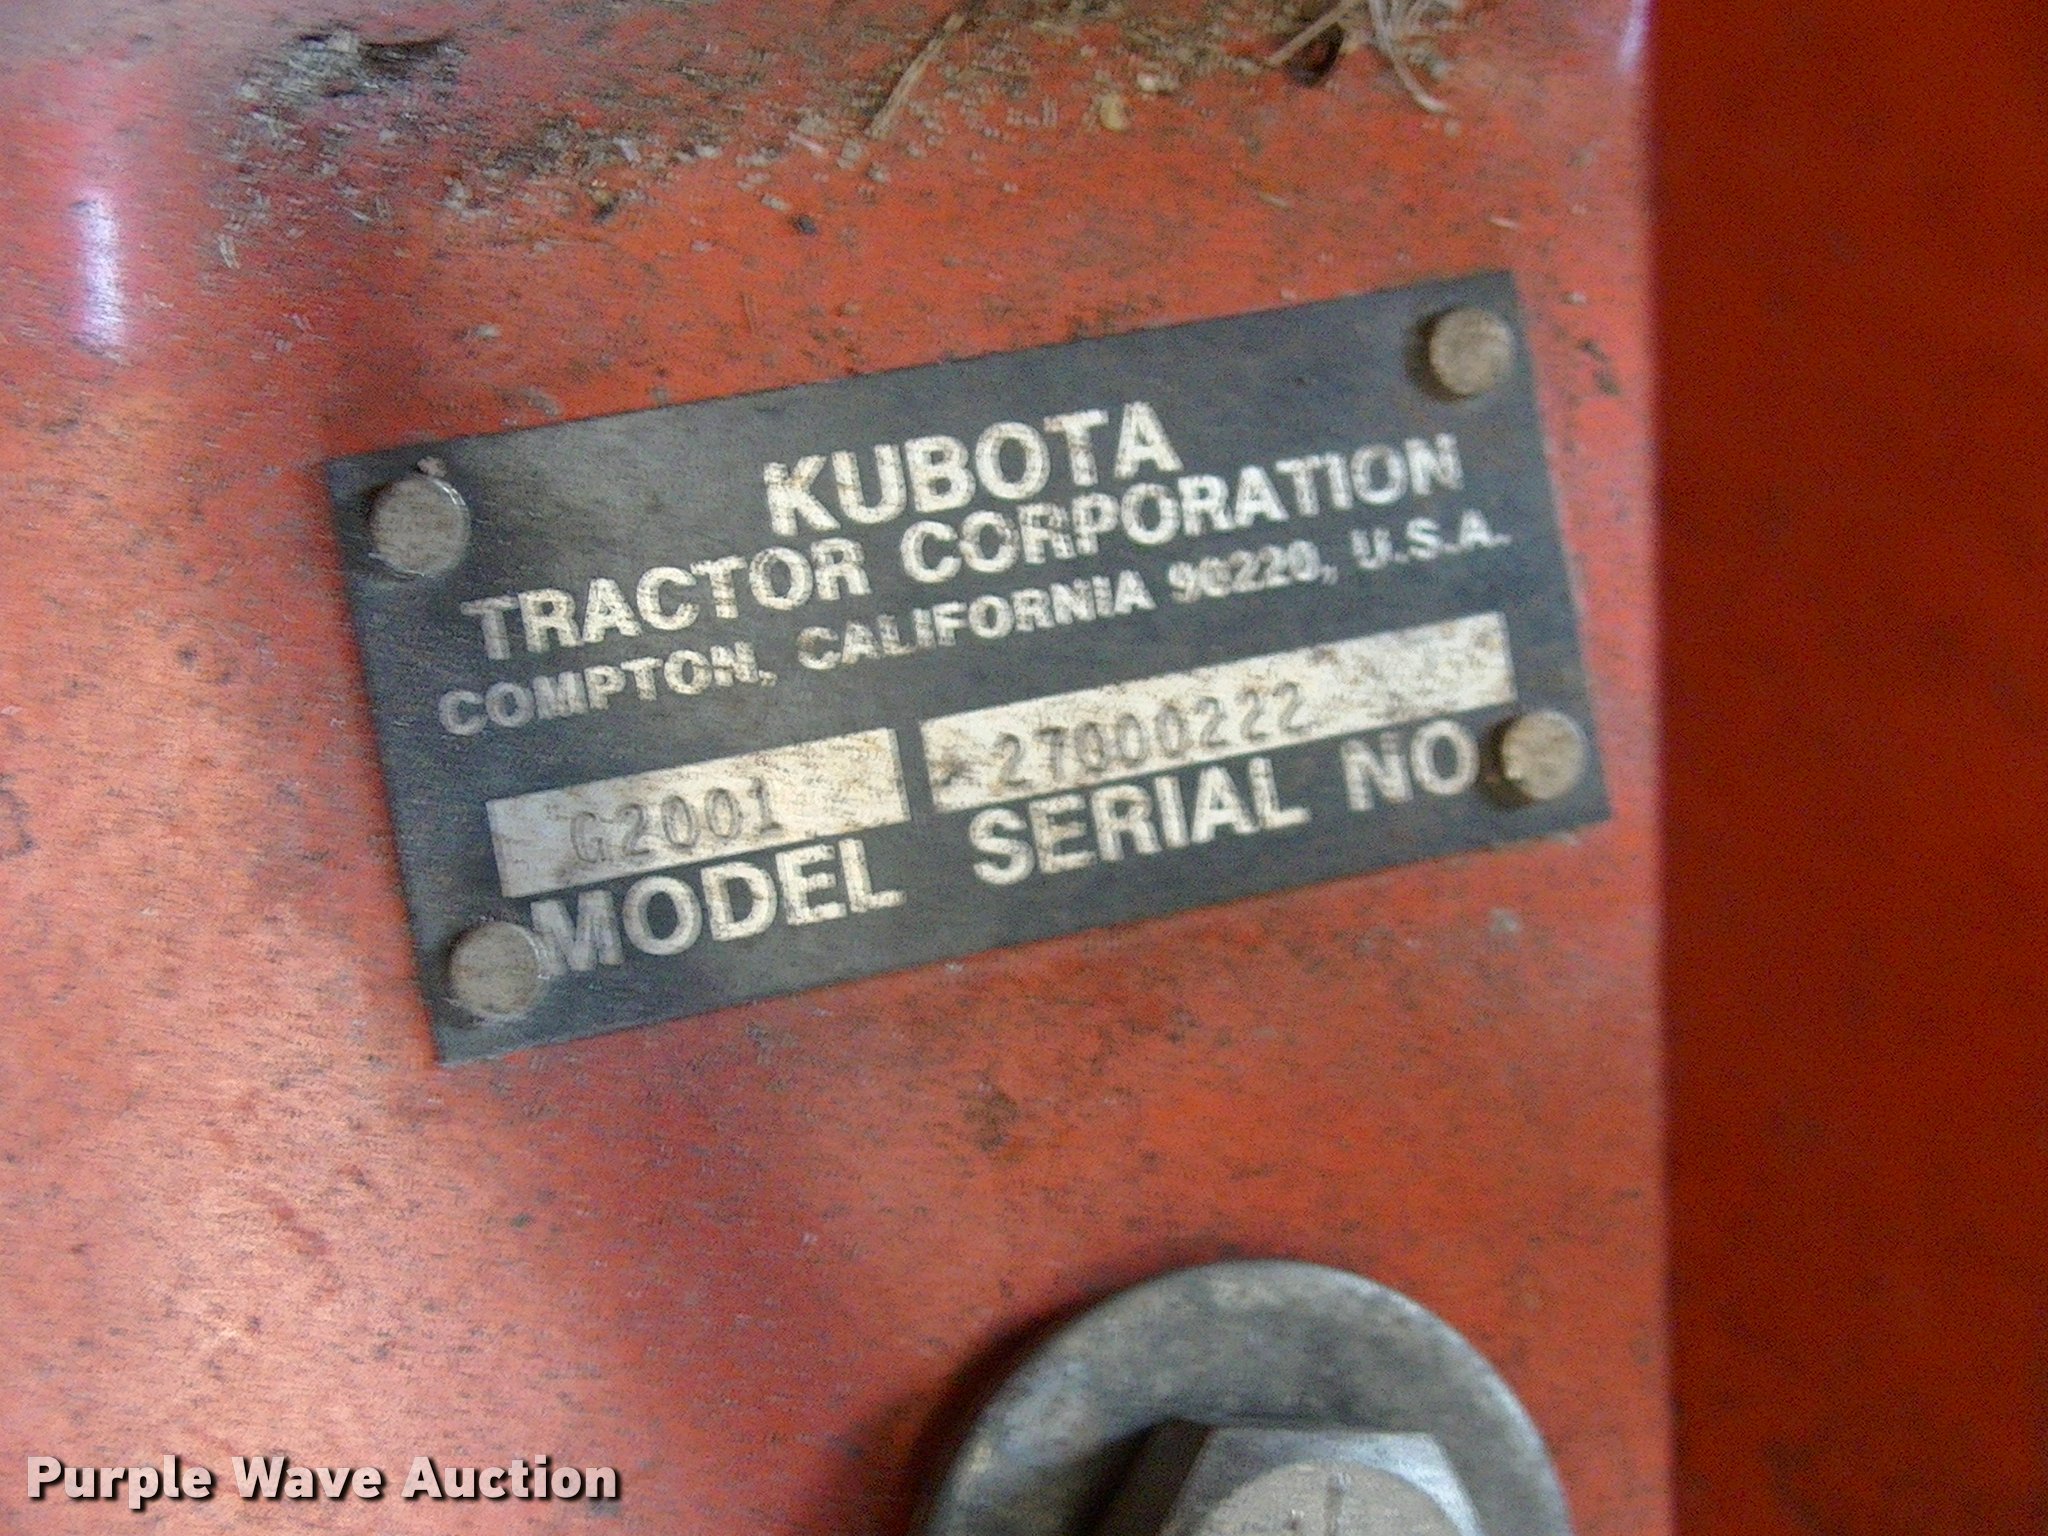 KUBOTA
TRACTOR CORPORATION
COMPTON, CALIFORNIA 90220, U.S.A.
G2001 27000222
MODEL SERIAL NO
Purple Wave Auction